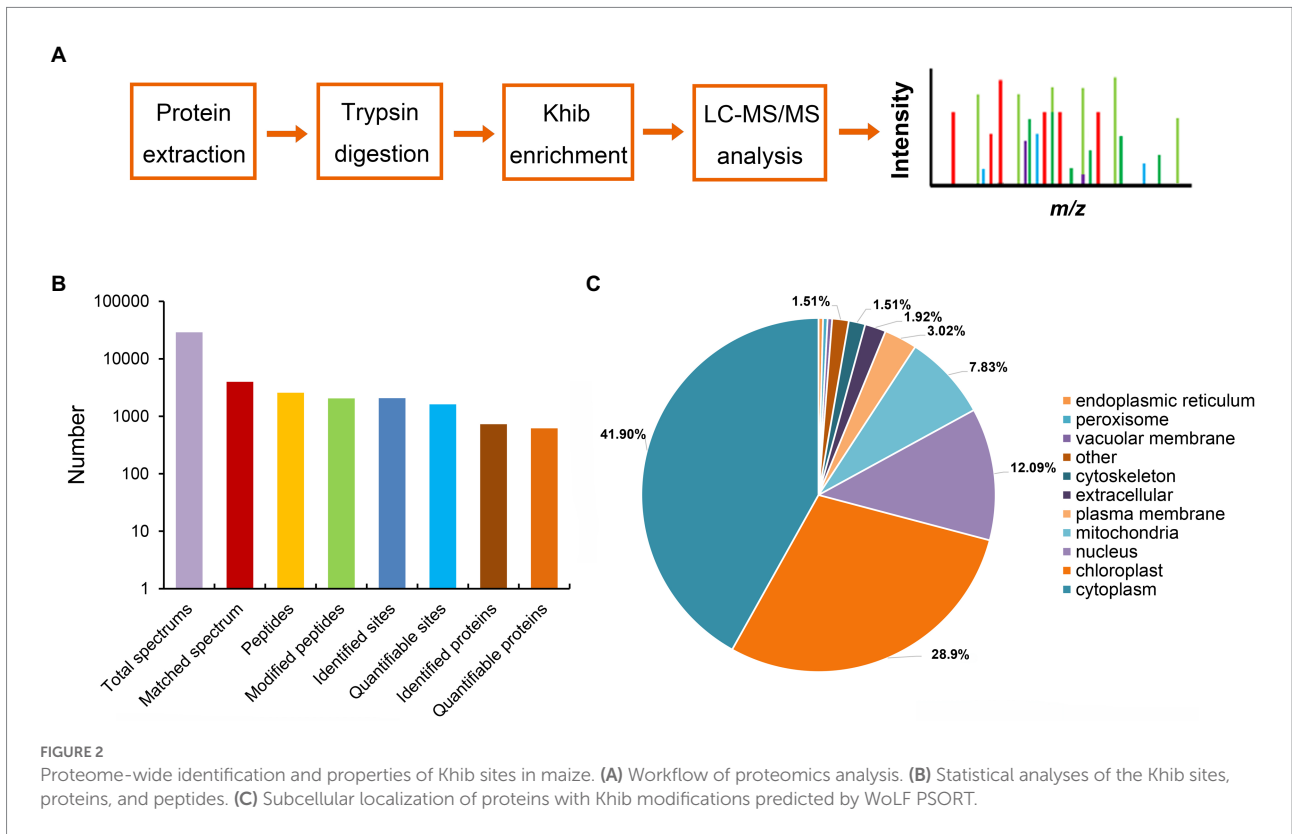 A
Protein
extraction
Trypsin
digestion
Khib
enrichment
LC-MS/MS
analysis
Intensity
m/z
B
100000
10000
1000
100
10
1
Number
Total spectrums
Matched spectrum
Peptides
Modified peptides
Identified sites
Quantifiable sites
Identified proteins
Quantifiable proteins
C
1.51%
1.51%
1.92%
3.02%
7.83%
12.09%
28.9%
41.90%
endoplasmic reticulum
peroxisome
vacuolar membrane
other
cytoskeleton
extracellular
plasma membrane
mitochondria
nucleus
chloroplast
cytoplasm
FIGURE 2
Proteome-wide identification and properties of Khib sites in maize. (A) Workflow of proteomics analysis. (B) Statistical analyses of the Khib sites,
proteins, and peptides. (C) Subcellular localization of proteins with Khib modifications predicted by WoLF PSORT.